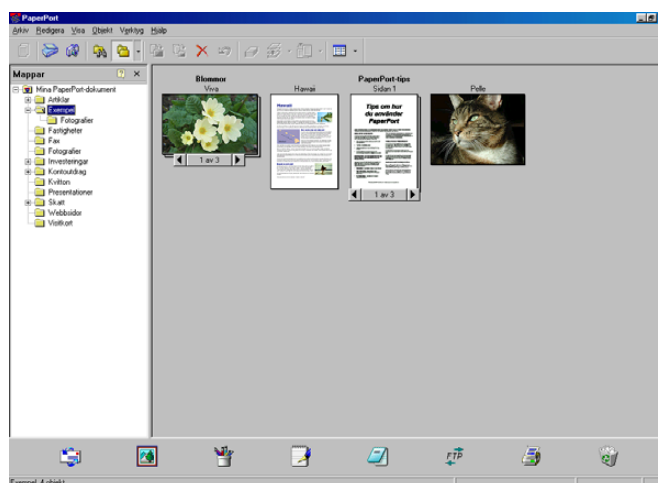 PaperPort
Arkiv Redigera Visa Objekt Verktyg Hjälp
Mappar
Mina PaperPort-dokument
Artiklar
Exempel
Fotografier
Fastigheter
Fax
Fotografier
Investeringar
Kontoutdrag
Kvitton
Presentationer
Skatt
Webbsidor
Visitkort
Blommor
Viva
1 av 3
Hawaii
Hawaii
PaperPort-tips
Sidan 1
Tips om hur
du använder
PaperPort
1 av 3
Pelle
FTP
Exempel, 4 objekt